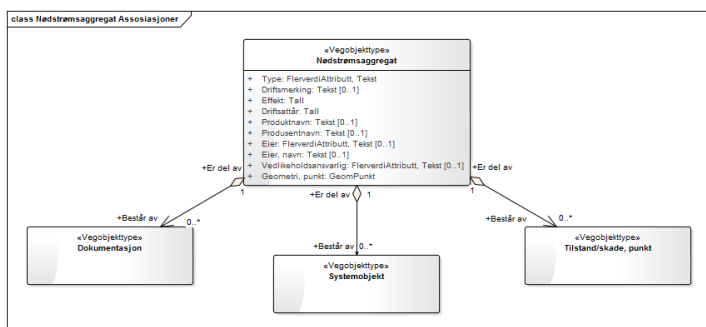 class Nødstrømsaggregat Assosiasjoner
«Vegobjekttype»
Nødstrømsaggregat
+ Type: FlerverdiAttributt, Tekst
+ Driftsmerking: Tekst [0..1]
+ Effekt: Tall
+ Driftsattår: Tall
+ Produktnavn: Tekst [0..1]
+ Produsentnavn: Tekst [0..1]
+ Eier: FlerverdiAttributt, Tekst [0..1]
+ Eier, navn: Tekst [0..1]
+ Vedlikeholdsansvarlig: FlerverdiAttributt, Tekst [0..1]
+ Geometri, punkt: GeomPunkt
+Er del av
1
+Er del av
1
+Er del av
1
+Består av
0..*
+Består av
0..*
+Består av
0..*
«Vegobjekttype»
Dokumentasjon
«Vegobjekttype»
Systemobjekt
«Vegobjekttype»
Tilstand/skade, punkt